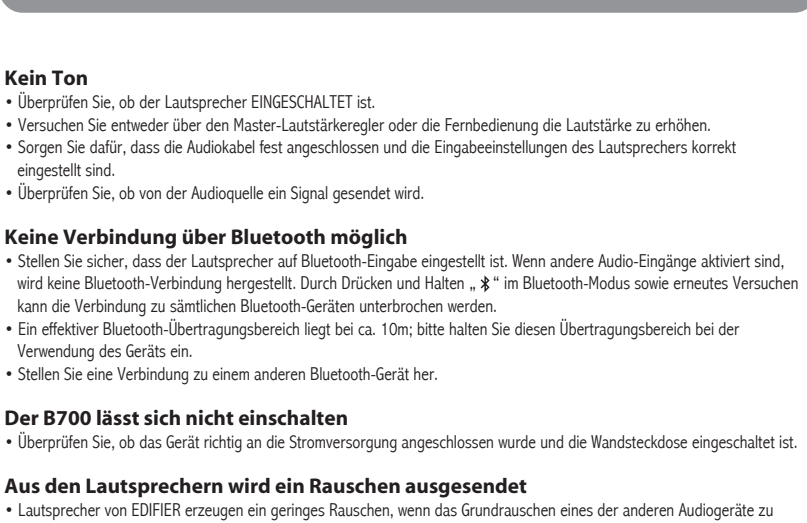 Kein Ton
• Überprüfen Sie, ob der Lautsprecher EINGESCHALTET ist.
• Versuchen Sie entweder über den Master-Lautstärkeregler oder die Fernbedienung die Lautstärke zu erhöhen.
• Sorgen Sie dafür, dass die Audiokabel fest angeschlossen und die Eingabeeinstellungen des Lautsprechers korrekt
eingestellt sind.
• Überprüfen Sie, ob von der Audioquelle ein Signal gesendet wird.
Keine Verbindung über Bluetooth möglich
• Stellen Sie sicher, dass der Lautsprecher auf Bluetooth-Eingabe eingestellt ist. Wenn andere Audio-Eingänge aktiviert sind,
wird keine Bluetooth-Verbindung hergestellt. Durch Drücken und Halten „ “ im Bluetooth-Modus sowie erneutes Versuchen
kann die Verbindung zu sämtlichen Bluetooth-Geräten unterbrochen werden.
• Ein effektiver Bluetooth-Übertragungsbereich liegt bei ca. 10m; bitte halten Sie diesen Übertragungsbereich bei der
Verwendung des Geräts ein.
• Stellen Sie eine Verbindung zu einem anderen Bluetooth-Gerät her.
Der B700 lässt sich nicht einschalten
• Überprüfen Sie, ob das Gerät richtig an die Stromversorgung angeschlossen wurde und die Wandsteckdose eingeschaltet ist.
Aus den Lautsprechern wird ein Rauschen ausgesendet
• Lautsprecher von EDIFIER erzeugen ein geringes Rauschen, wenn das Grundrauschen eines der anderen Audiogeräte zu